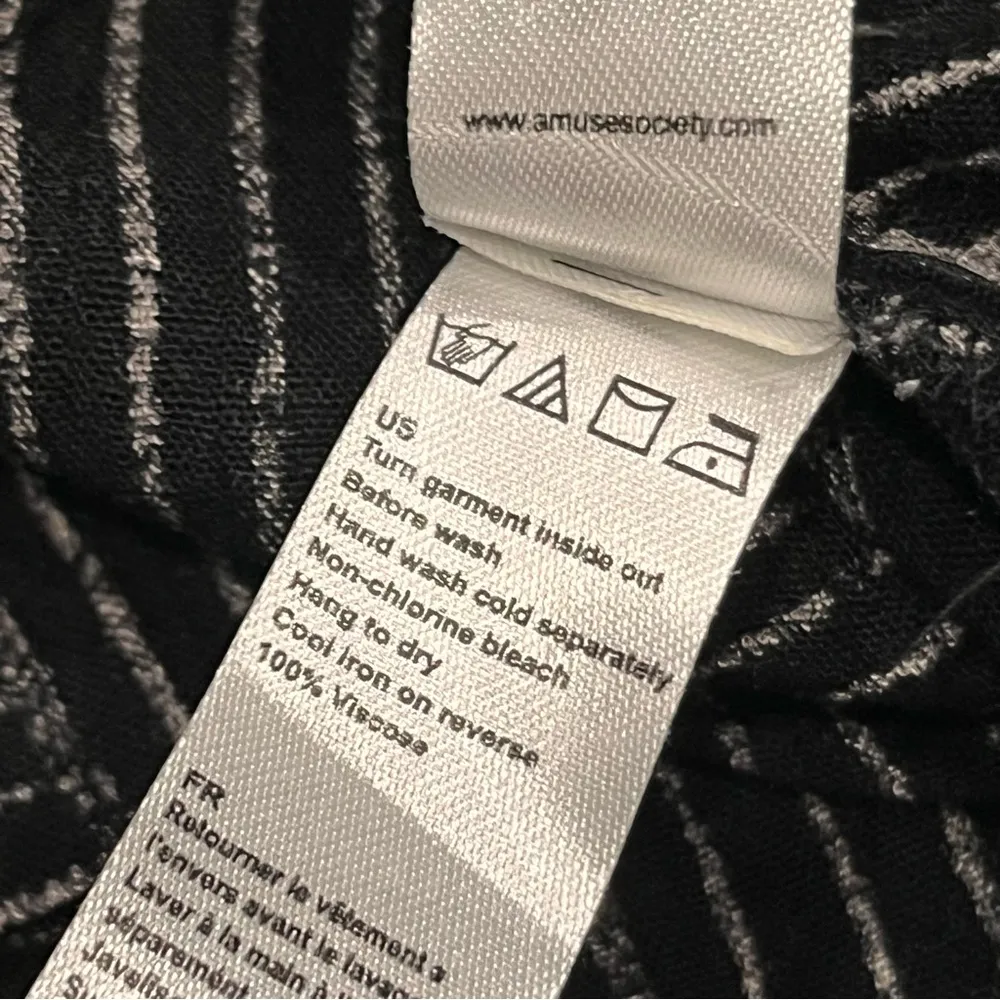 www.amusesociety.com
US
Turn garment inside out
Before wash
Hand wash cold separately
Non-chlorine bleach
Hang to dry
Cool iron on reverse
100% Viscose
FR
Retourner le vêtement a
l'envers avant le lavage
Laver à la main à
séparément